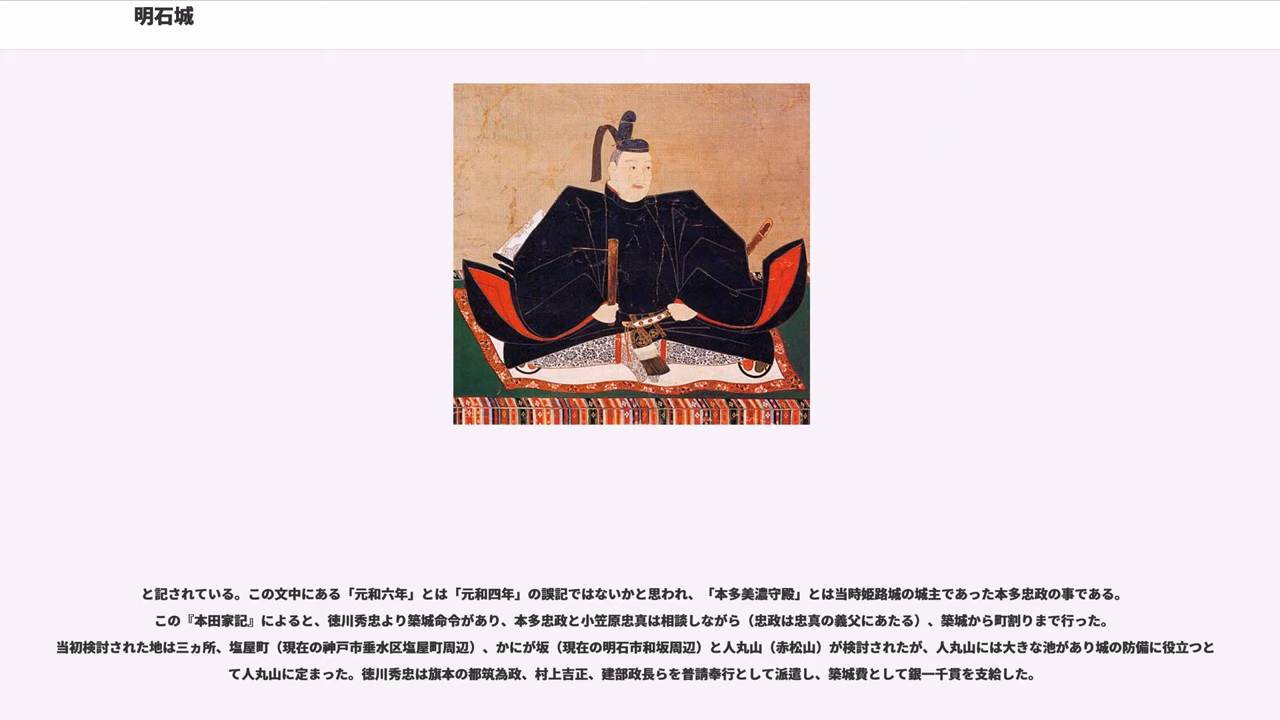 明石城
と記されている。この文中にある「元和六年」とは「元和四年」の誤記ではないかと思われ、「本多美濃守殿」とは当時姫路城の城主であった本多忠政の事である。
この『本田家記』によると、徳川秀忠より築城命令があり、本多忠政と小笠原忠真は相談しながら（忠政は忠真の義父にあたる）、築城から町割りまで行った。
当初検討された地は三ヵ所、塩屋町（現在の神戸市垂水区塩屋町周辺）、かにが坂（現在の明石市和坂周辺）と人丸山（赤松山）が検討されたが、人丸山には大きな池があり城の防備に役立つと
て人丸山に定まった。徳川秀忠は旗本の都筑為政、村上吉正、建部政長らを普請奉行として派遣し、築城費として銀一千貫を支給した。